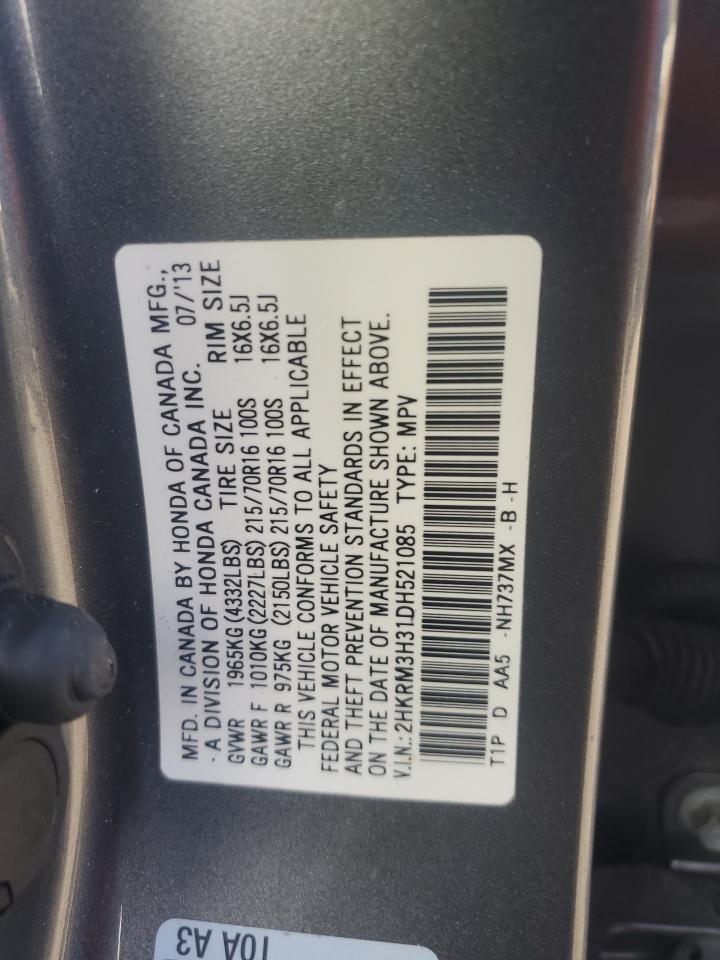 MFD. IN CANADA BY HONDA OF CANADA MFG.,
- A DIVISION OF HONDA CANADA INC. 07/'13
GVWR 1965KG(4332LBS) TIRE SIZE RIM SIZE
GAWR F 1010KG(2227LBS) 215/70R16 100S 16X6.5J
GAWR R 975KG (2150LBS) 215/70R16 100S 16X6.5J
THIS VEHICLE CONFORMS TO ALL APPLICABLE
FEDERAL MOTOR VEHICLE SAFETY
AND THEFT PREVENTION STANDARDS IN EFFECT
ON THE DATE OF MANUFACTURE SHOWN ABOVE.
V.I.N.: 2HKRM3H31DH521085 TYPE: MPV
T1P D AA5 -NH737MX -B -H
10A A3